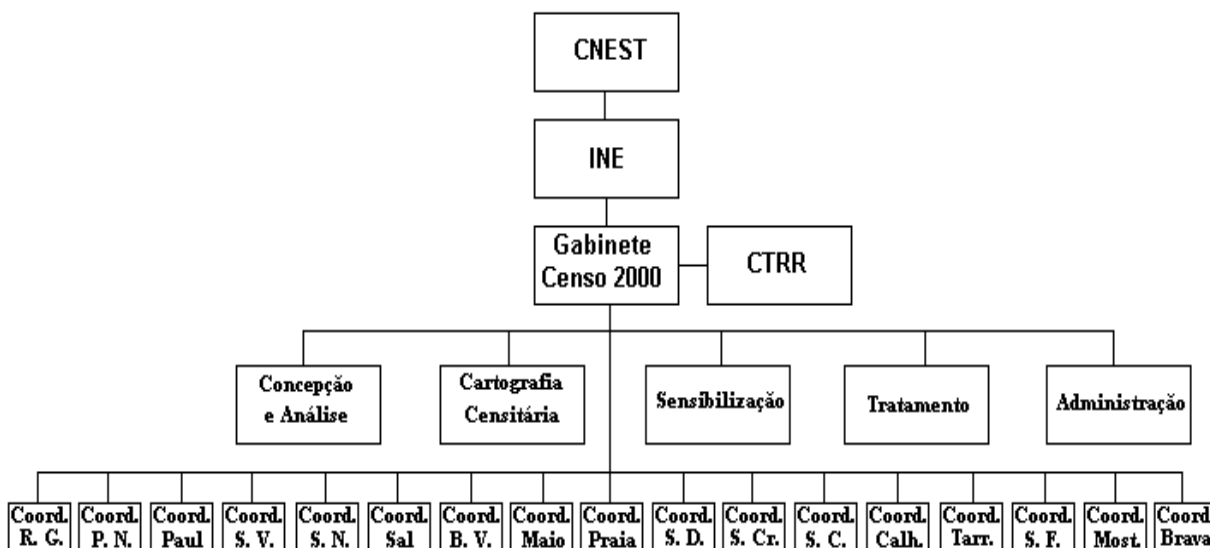 CNEST
INE
Gabinete
Censo 2000
CTRR
Concepção
e Análise
Cartografia
Censitária
Sensibilização
Tratamento
Administração
Coord.
R. G.
Coord.
P. N.
Coord.
Paul
Coord.
S. V.
Coord.
S. N.
Coord.
Sal
Coord.
B. V.
Coord.
Maio
Coord.
Praia
Coord.
S. D.
Coord.
S. Cr.
Coord.
S. C.
Coord.
Calh.
Coord.
Tarr.
Coord.
S. F.
Coord.
Most.
Coord
Brava